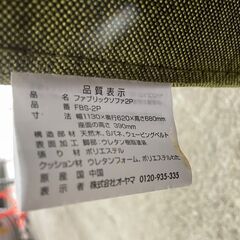 品質表示
品名 ファブリックソファ2P
品番 FBS-2P
寸法 幅1130×奥行620×高さ680mm
座面の高さ 390mm
構造部材 天然木、Sバネ、ウェービングベルト
表面加工 脚部、ウレタン樹脂塗装
張り材 ポリエステル
クッション材 ウレタンフォーム、ポリエステルわた、
原産国 中国
表示者 株式会社オーヤマ 0120-935-335